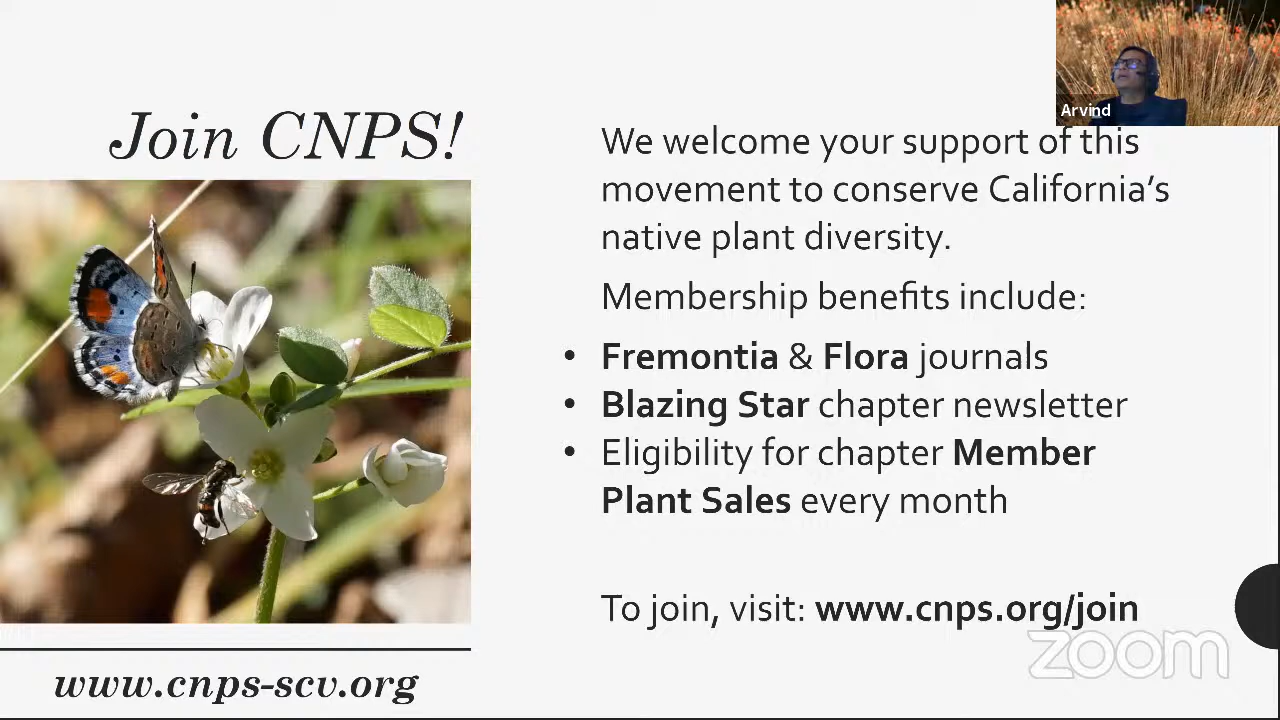 Arvind
Join CNPS!
We welcome your support of this
movement to conserve California's
native plant diversity.
Membership benefits include:
• Fremontia & Flora journals
• Blazing Star chapter newsletter
• Eligibility for chapter Member
Plant Sales every month
To join, visit: www.cnps.org/join
zoom
www.cnps-scv.org